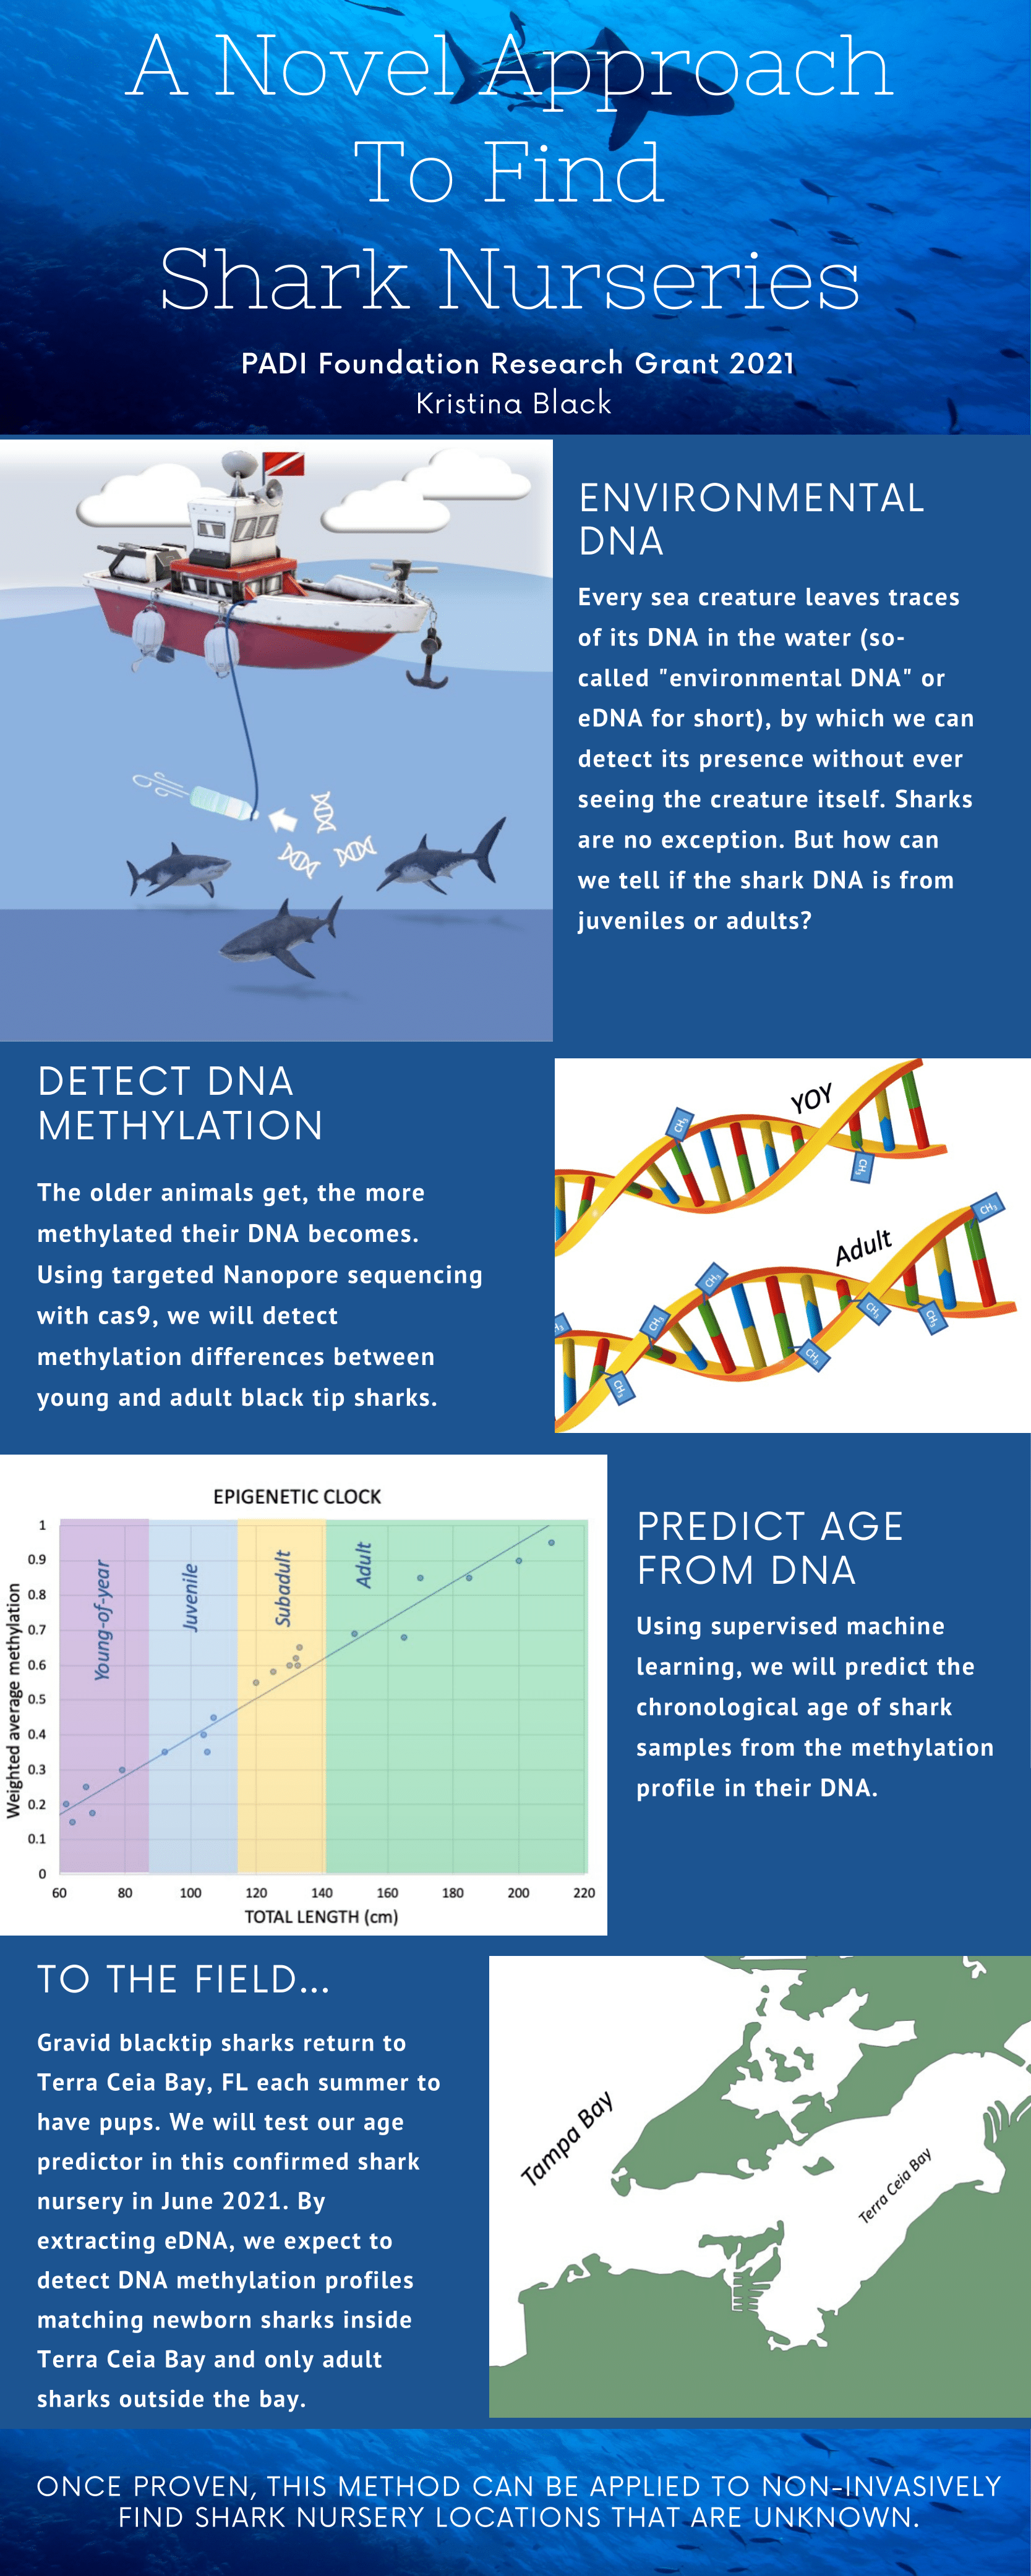 A Novel Approach
To Find
Shark Nurseries
PADI Foundation Research Grant 2021
Kristina Black
ENVIRONMENTAL
DNA
Every sea creature leaves traces
of its DNA in the water (so-
called "environmental DNA" or
eDNA for short), by which we can
detect its presence without ever
seeing the creature itself. Sharks
are no exception. But how can
we tell if the shark DNA is from
juveniles or adults?
DETECT DNA
METHYLATION
The older animals get, the more
methylated their DNA becomes.
Using targeted Nanopore sequencing
with cas9, we will detect
methylation differences between
young and adult black tip sharks.
YOY
CH₃
CH₃
Adult
CH₃
CH₃
CH₃
CH₃
CH₃
CH₃
CH₃
H₃
EPIGENETIC CLOCK
Weighted average methylation
1
0.9
0.8
0.7
0.6
0.5
0.4
0.3
0.2
0.1
0
Young-of-year
Juvenile
Subadult
Adult
60 80 100 120 140 160 180 200 220
TOTAL LENGTH (cm)
PREDICT AGE
FROM DNA
Using supervised machine
learning, we will predict the
chronological age of shark
samples from the methylation
profile in their DNA.
TO THE FIELD...
Gravid blacktip sharks return to
Terra Ceia Bay, FL each summer to
have pups. We will test our age
predictor in this confirmed shark
nursery in June 2021. By
extracting eDNA, we expect to
detect DNA methylation profiles
matching newborn sharks inside
Terra Ceia Bay and only adult
sharks outside the bay.
Tampa Bay
Terra Ceia Bay
ONCE PROVEN, THIS METHOD CAN BE APPLIED TO NON-INVASIVELY
FIND SHARK NURSERY LOCATIONS THAT ARE UNKNOWN.